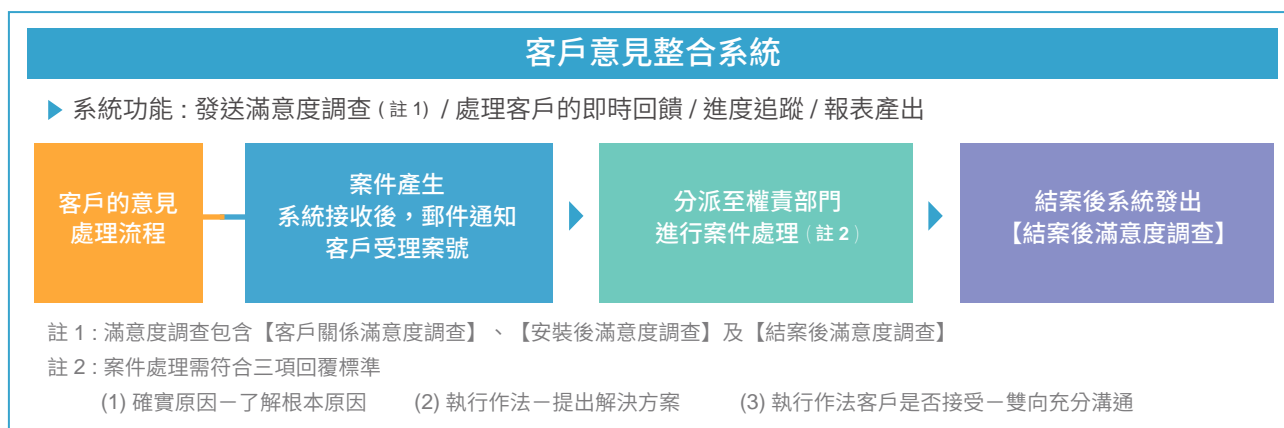 客戶意見整合系統
系統功能 : 發送滿意度調查 ( 註 1) / 處理客戶的即時回饋 / 進度追蹤 / 報表產出
客戶的意見
處理流程
案件產生
系統接收後，郵件通知
客戶受理案號
分派至權責部門
進行案件處理 ( 註 2 )
結案後系統發出
【結案後滿意度調查】
註 1 : 滿意度調查包含【客戶關係滿意度調查】、【安裝後滿意度調查】及【結案後滿意度調查】
註 2 : 案件處理需符合三項回覆標準
(1) 確實原因－了解根本原因 (2) 執行作法－提出解決方案 (3) 執行作法客戶是否接受－雙向充分溝通